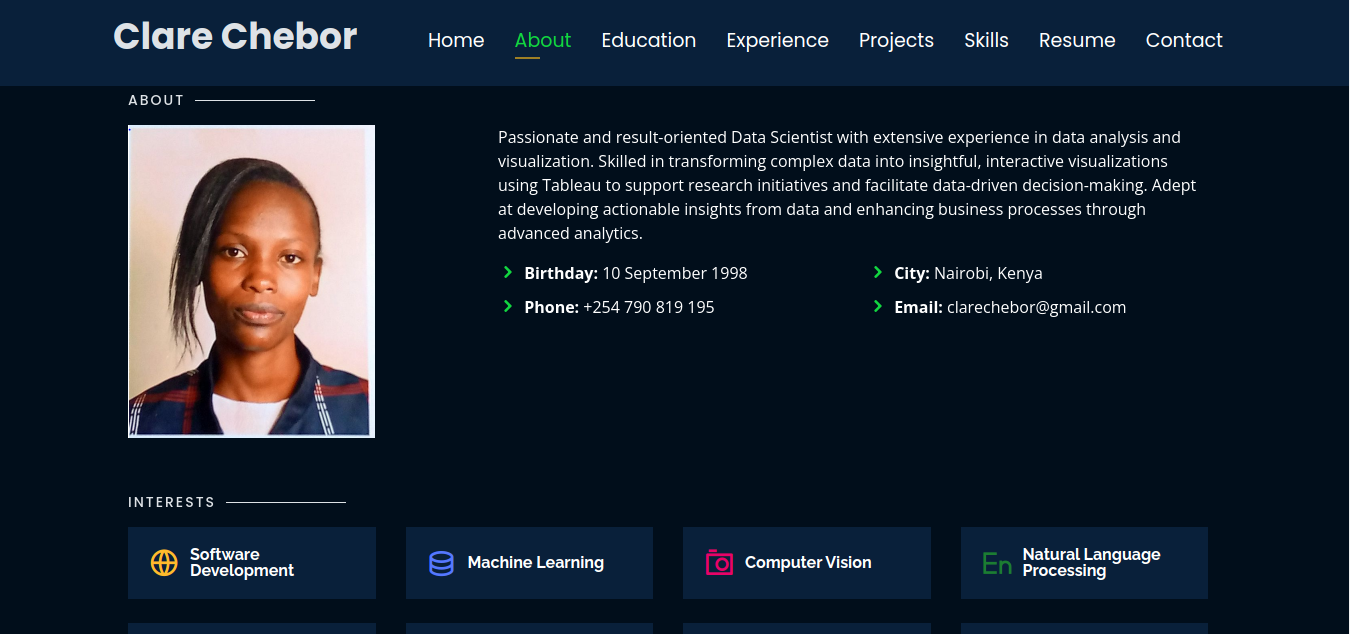 Clare Chebor
Home About Education Experience Projects Skills Resume Contact
ABOUT
Passionate and result-oriented Data Scientist with extensive experience in data analysis and
visualization. Skilled in transforming complex data into insightful, interactive visualizations
using Tableau to support research initiatives and facilitate data-driven decision-making. Adept
at developing actionable insights from data and enhancing business processes through
advanced analytics.
Birthday: 10 September 1998
City: Nairobi, Kenya
Phone: +254 790 819 195
Email: clarechebor@gmail.com
INTERESTS
Software
Development
Machine Learning
Computer Vision
En
Natural Language
Processing